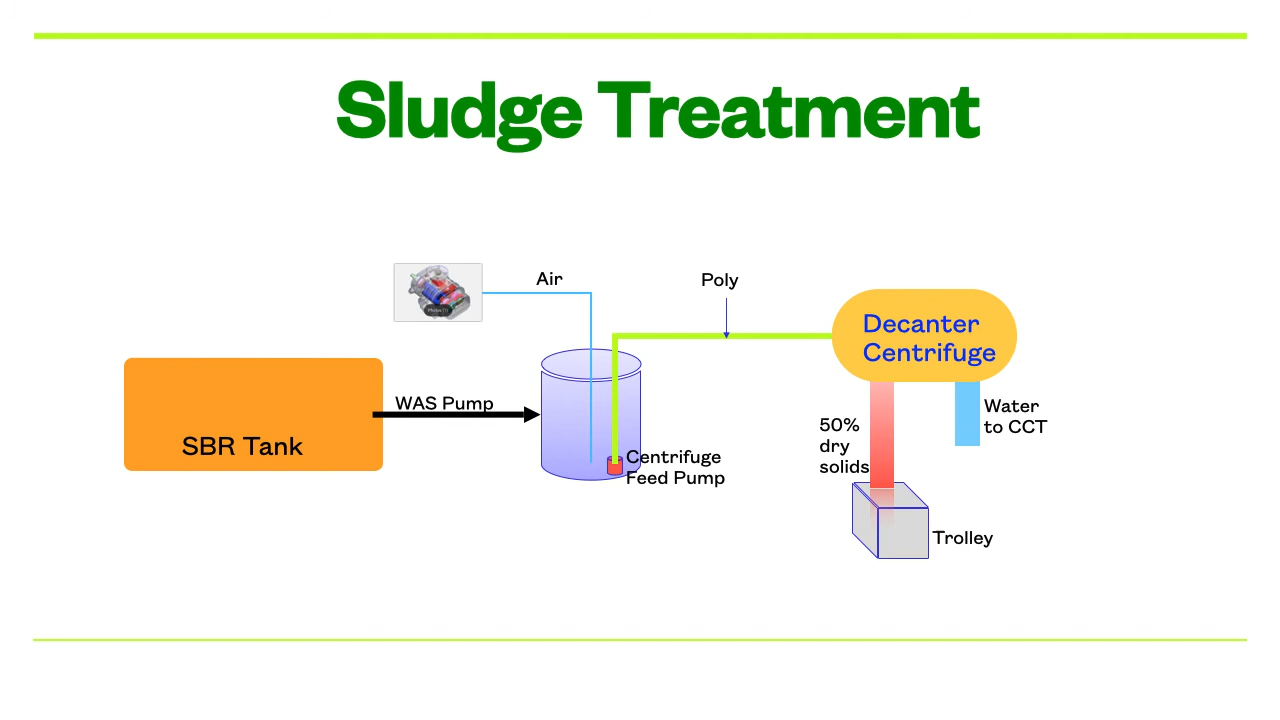 Sludge Treatment
Air
Poly
Decanter
Centrifuge
WAS Pump
SBR Tank
Centrifuge
Feed Pump
50%
dry
solids
Water
to CCT
Trolley